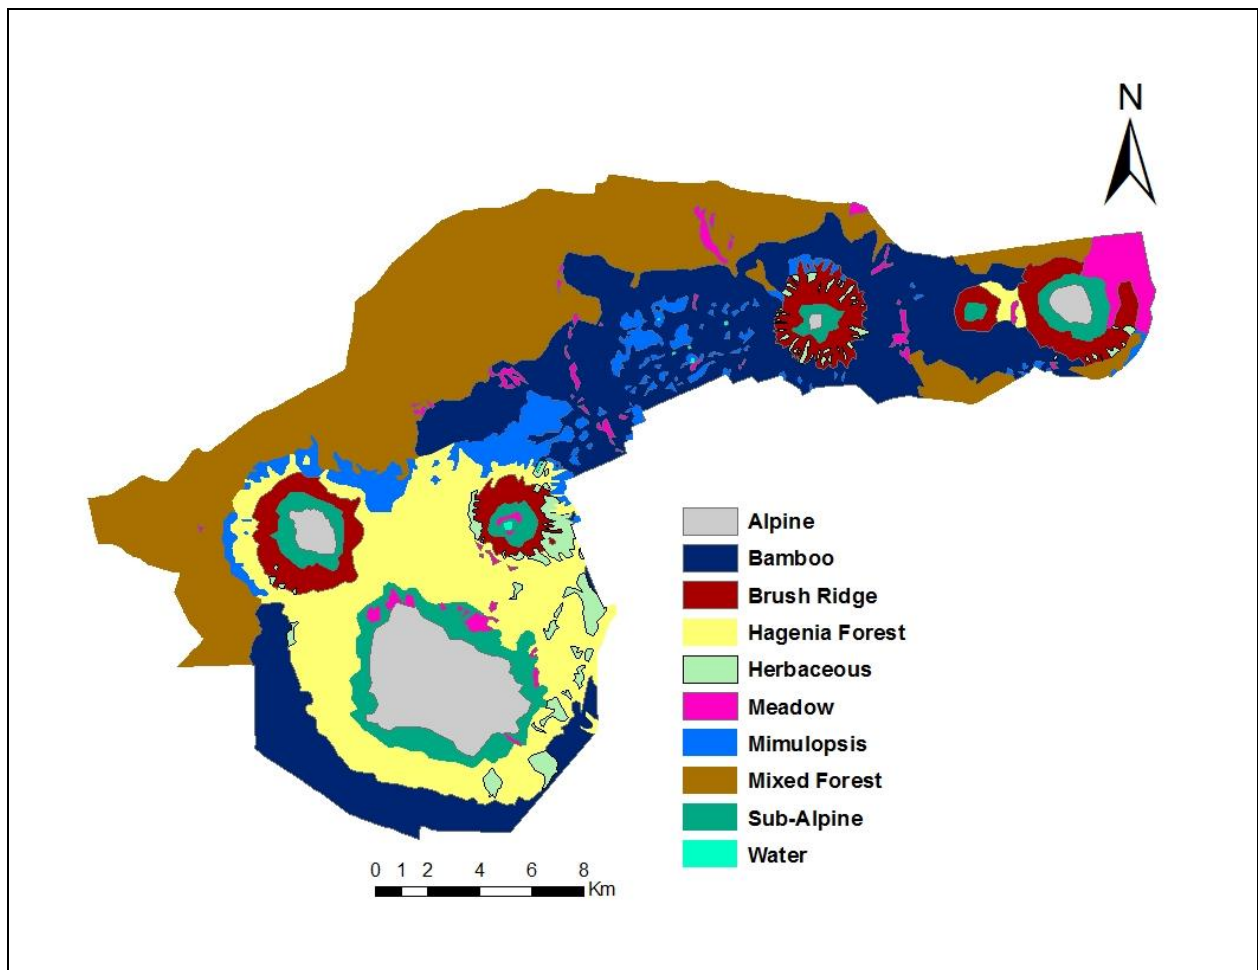 N
Alpine
Bamboo
Brush Ridge
Hagenia Forest
Herbaceous
Meadow
Mimulopsis
Mixed Forest
Sub-Alpine
Water
0 1 2 4 6 8
Km